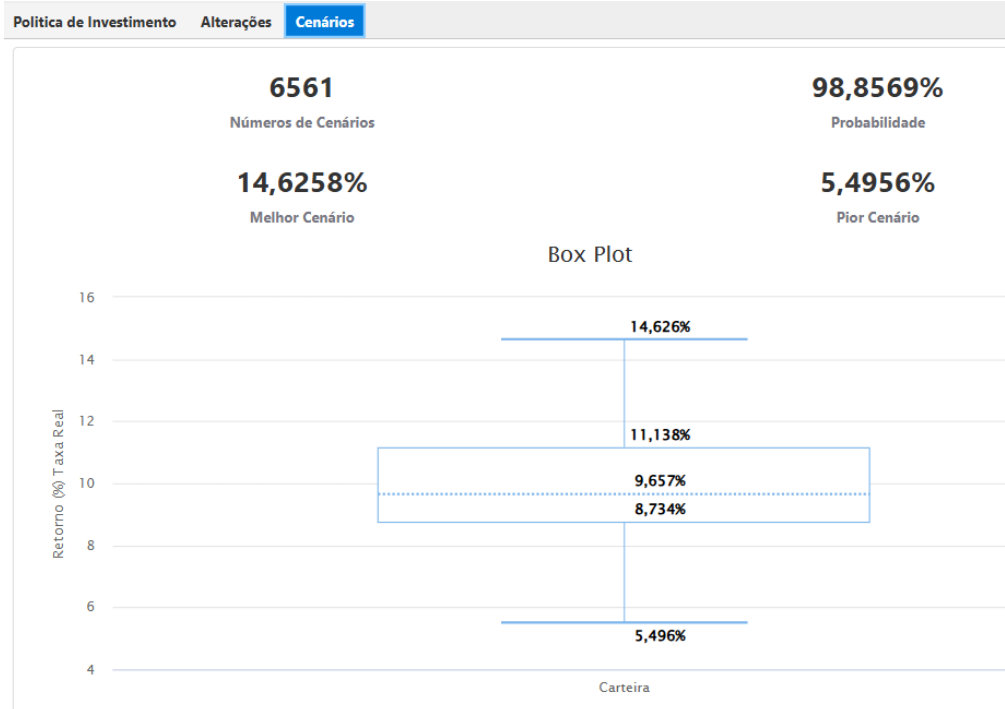 Politica de Investimento Alterações Cenários
6561 98,8569%
Números de Cenários Probabilidade
14,6258% 5,4956%
Melhor Cenário Pior Cenário
Box Plot
16
14,626%
14
12
11,138%
Retorno (%) Taxa Real
10
9,657%
8,734%
8
6
5,496%
4
Carteira